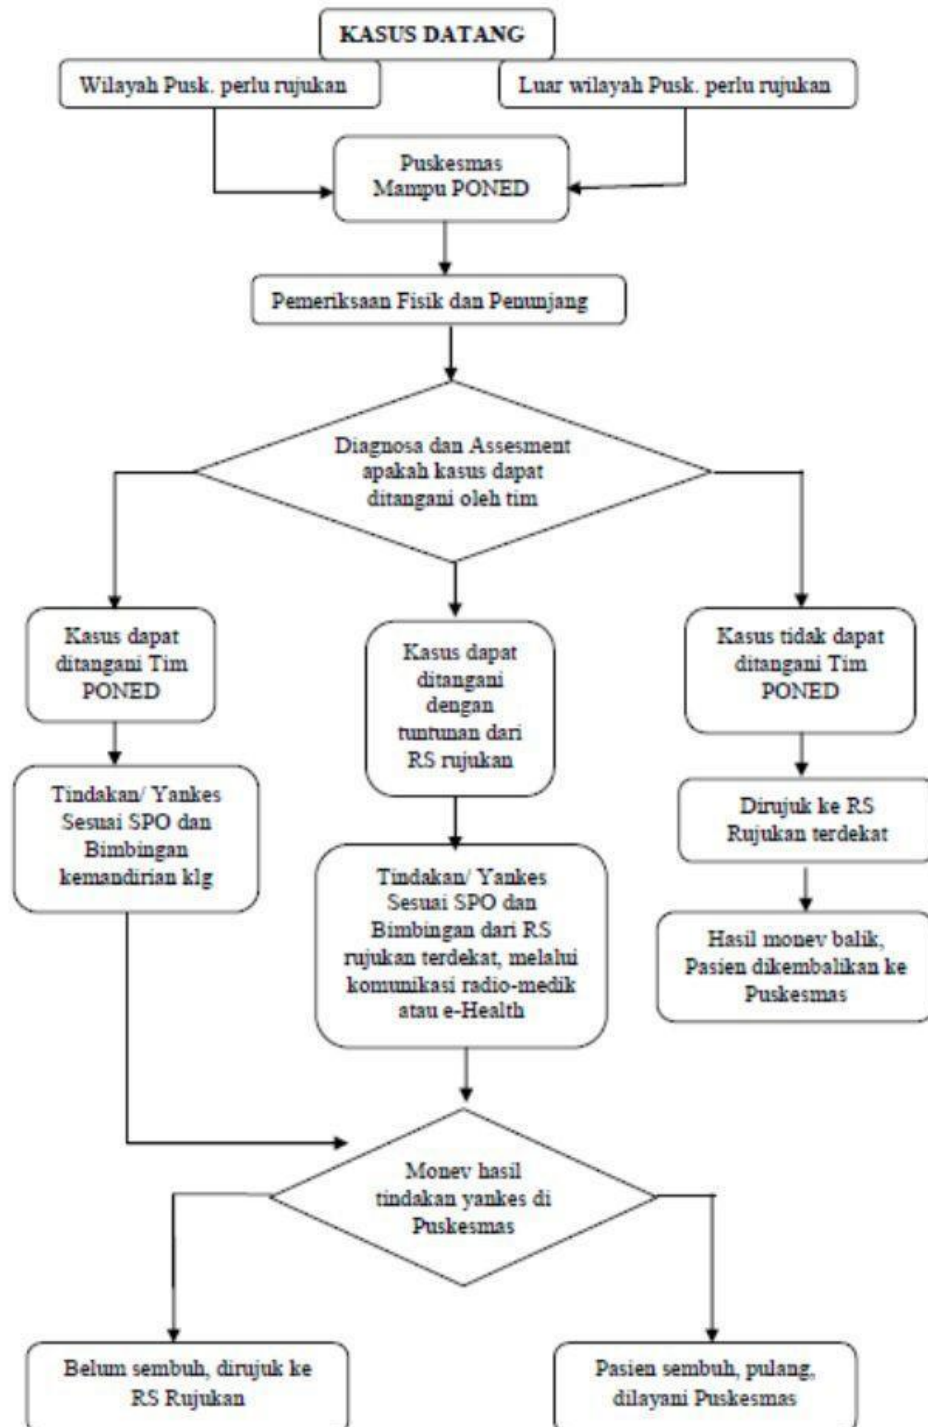 KASUS DATANG
Wilayah Pusk. perlu rujukan
Luar wilayah Pusk. perlu rujukan
Puskesmas
Mampu PONED
Pemeriksaan Fisik dan Penunjang
Diagnosa dan Assesment
apakah kasus dapat
ditangani oleh tim
Kasus dapat
ditangani Tim
PONED
Kasus dapat
ditangani
dengan
tuntunan dari
RS rujukan
Kasus tidak dapat
ditangani Tim
PONED
Tindakan/ Yankes
Sesuai SPO dan
Bimbingan
kemandirian klg
Tindakan/ Yankes
Sesuai SPO dan
Bimbingan dari RS
rujukan terdekat, melalui
komunikasi radio-medik
atau e-Health
Dirujuk ke RS
Rujukan terdekat
Hasil monev balik,
Pasien dikembalikan ke
Puskesmas
Monev hasil
tindakan yankes di
Puskesmas
Belum sembuh, dirujuk ke
RS Rujukan
Pasien sembuh, pulang,
dilayani Puskesmas